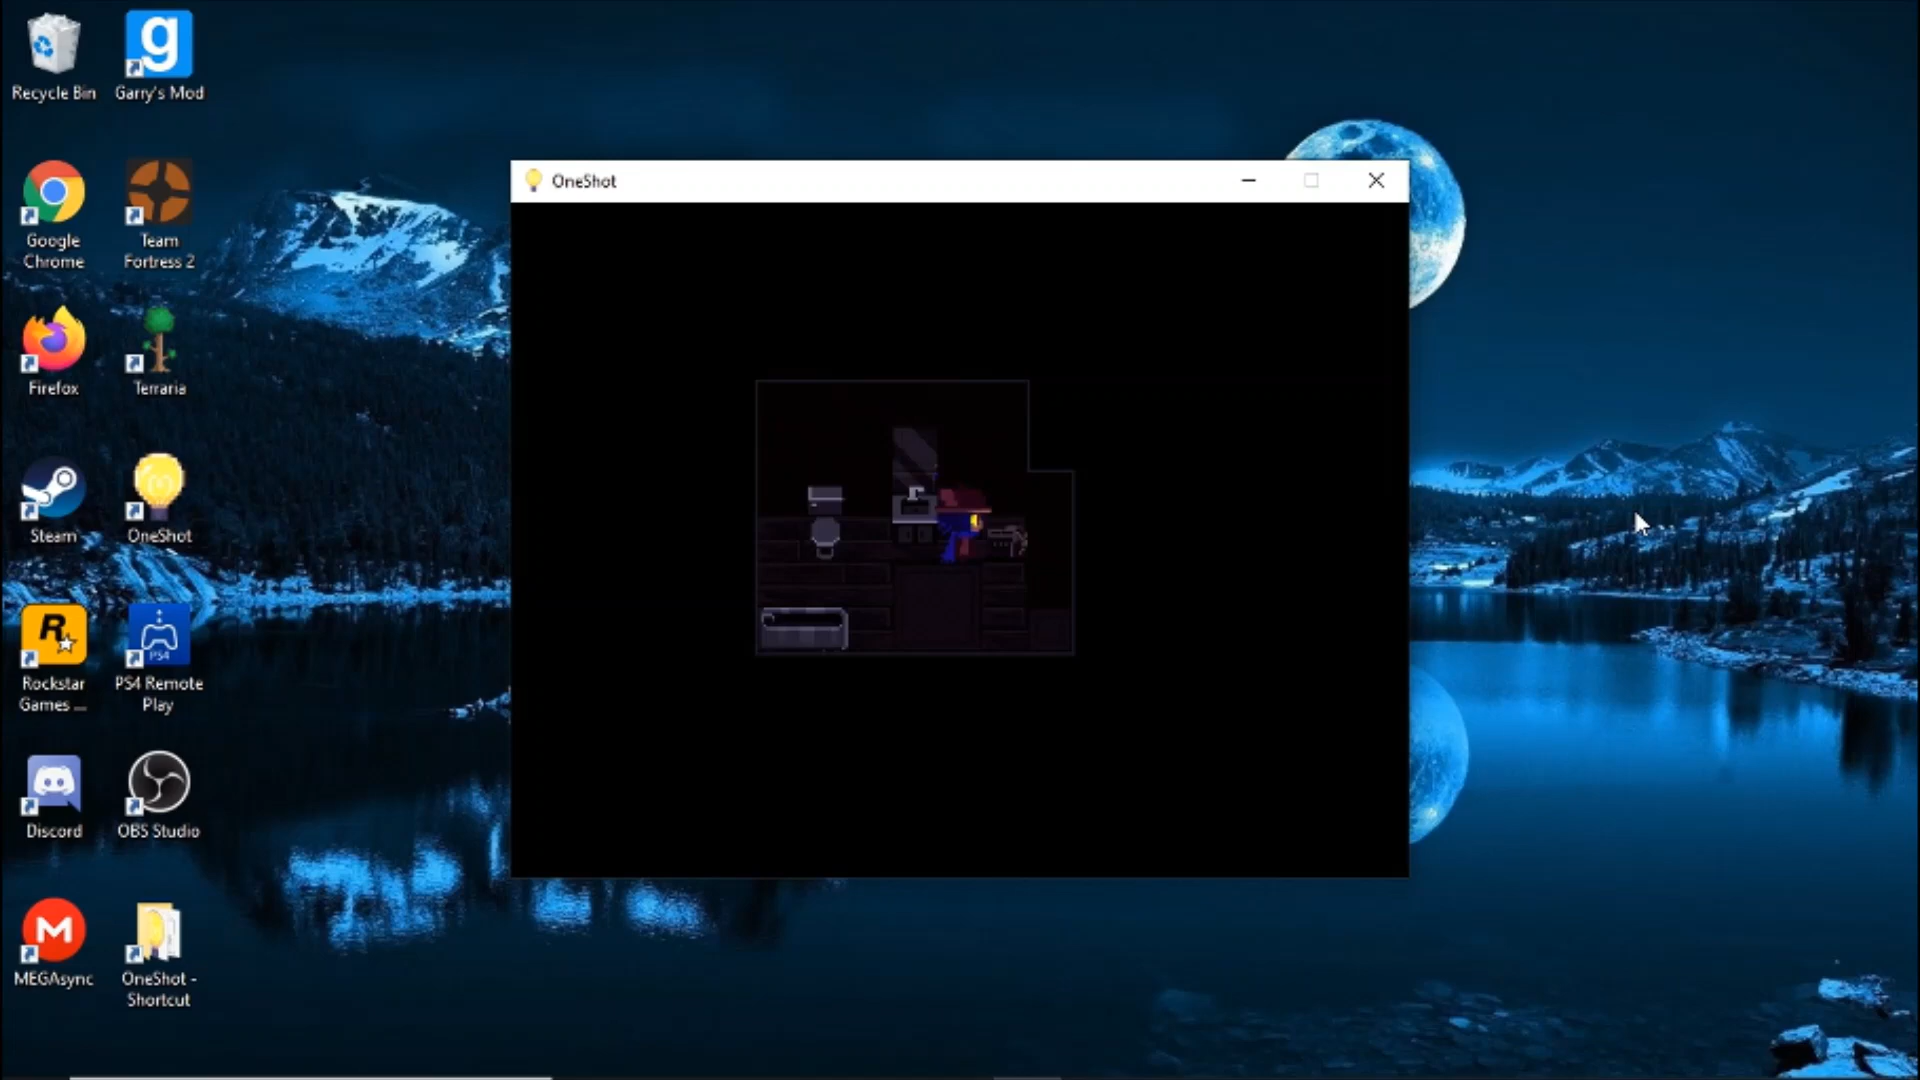 Recycle Bin
Garry's Mod
Google
Chrome
Team
Fortress 2
Firefox
Terraria
Steam
OneShot
Rockstar
Games ...
PS4
PS4 Remote
Play
Discord
OBS Studio
MEGAsync
OneShot -
Shortcut
OneShot